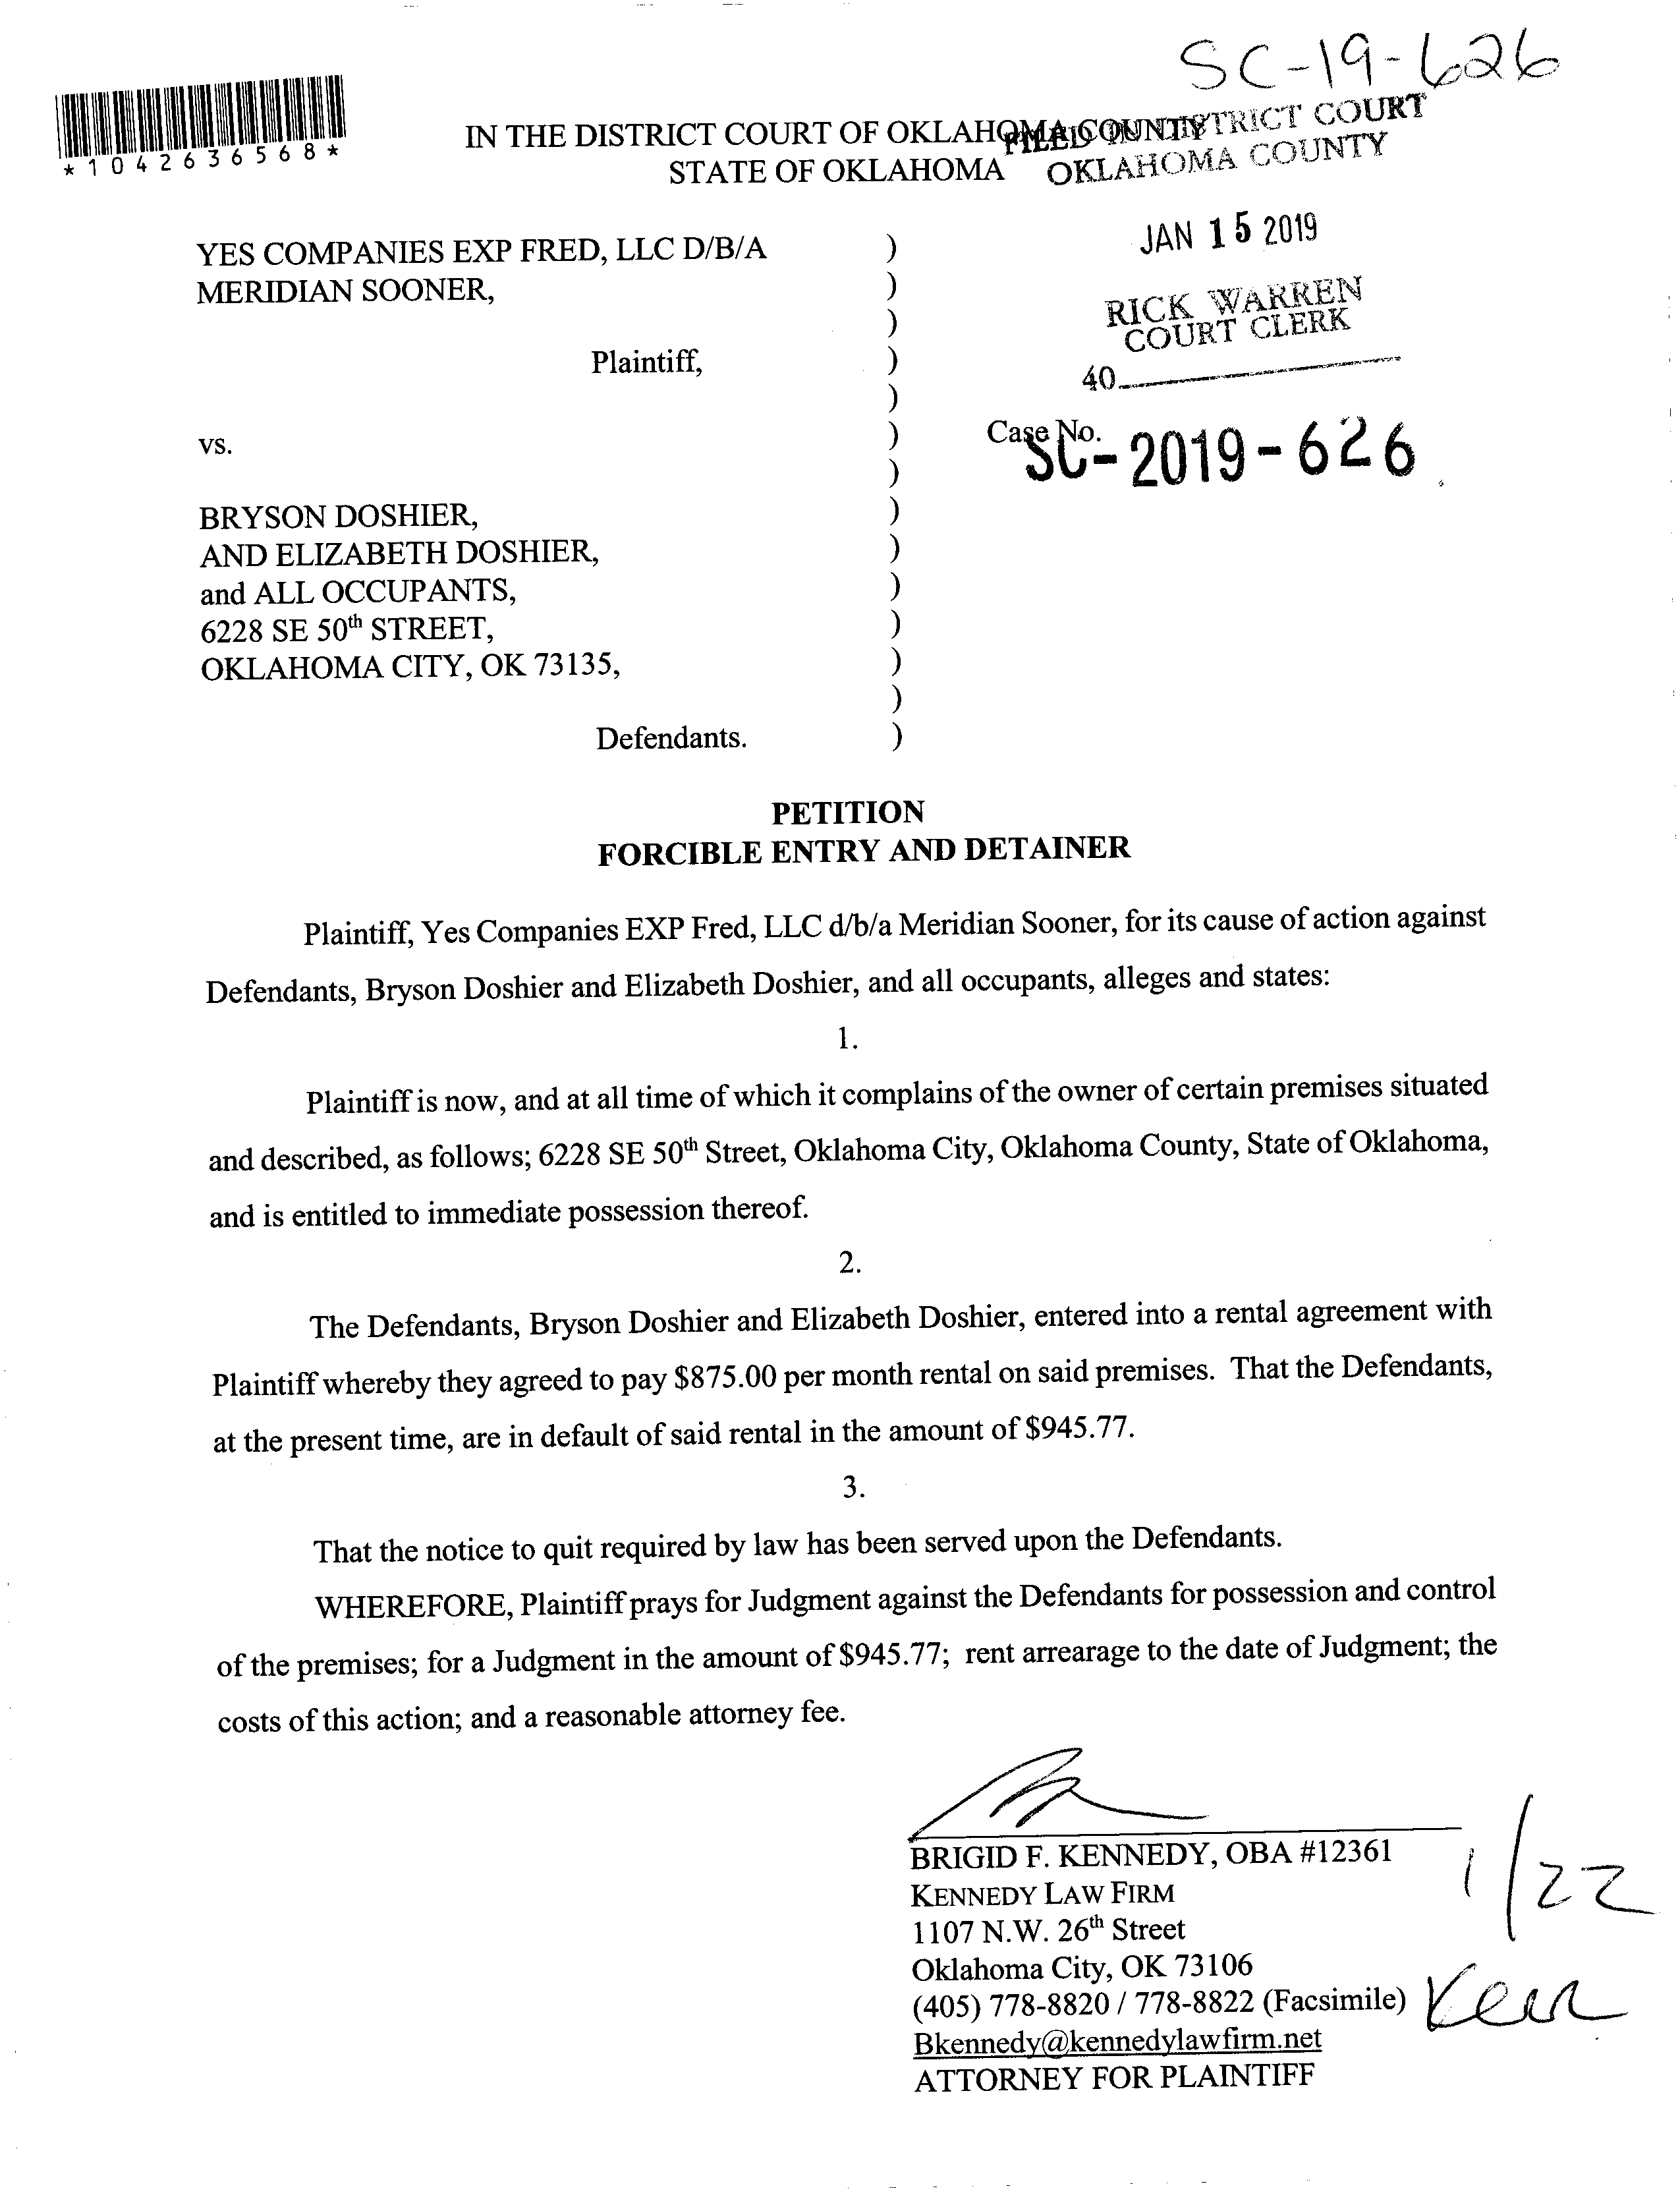 SC-19-626
*1042636568*
IN THE DISTRICT COURT OF OKLAHOMA COUNTY
STATE OF OKLAHOMA
FILED IN DISTRICT COURT
OKLAHOMA COUNTY
JAN 15 2019
RICK WARREN
COURT CLERK
40
YES COMPANIES EXP FRED, LLC D/B/A )
MERIDIAN SOONER, )
)
Plaintiff, )
)
vs. )
)
Case No.
SC-2019-626
BRYSON DOSHIER, )
AND ELIZABETH DOSHIER, )
and ALL OCCUPANTS, )
6228 SE 50th STREET, )
OKLAHOMA CITY, OK 73135, )
)
Defendants. )
PETITION
FORCIBLE ENTRY AND DETAINER
Plaintiff, Yes Companies EXP Fred, LLC d/b/a Meridian Sooner, for its cause of action against
Defendants, Bryson Doshier and Elizabeth Doshier, and all occupants, alleges and states:
1.
Plaintiff is now, and at all time of which it complains of the owner of certain premises situated
and described, as follows; 6228 SE 50th Street, Oklahoma City, Oklahoma County, State of Oklahoma,
and is entitled to immediate possession thereof.
2.
The Defendants, Bryson Doshier and Elizabeth Doshier, entered into a rental agreement with
Plaintiff whereby they agreed to pay $875.00 per month rental on said premises. That the Defendants,
at the present time, are in default of said rental in the amount of $945.77.
3.
That the notice to quit required by law has been served upon the Defendants.
WHEREFORE, Plaintiff prays for Judgment against the Defendants for possession and control
of the premises; for a Judgment in the amount of $945.77; rent arrearage to the date of Judgment; the
costs of this action; and a reasonable attorney fee.
BRIGID F. KENNEDY, OBA #12361
KENNEDY LAW FIRM
1107 N.W. 26th Street
Oklahoma City, OK 73106
(405) 778-8820 / 778-8822 (Facsimile)
Bkennedy@kennedylawfirm.net
ATTORNEY FOR PLAINTIFF
1/22
Kerr